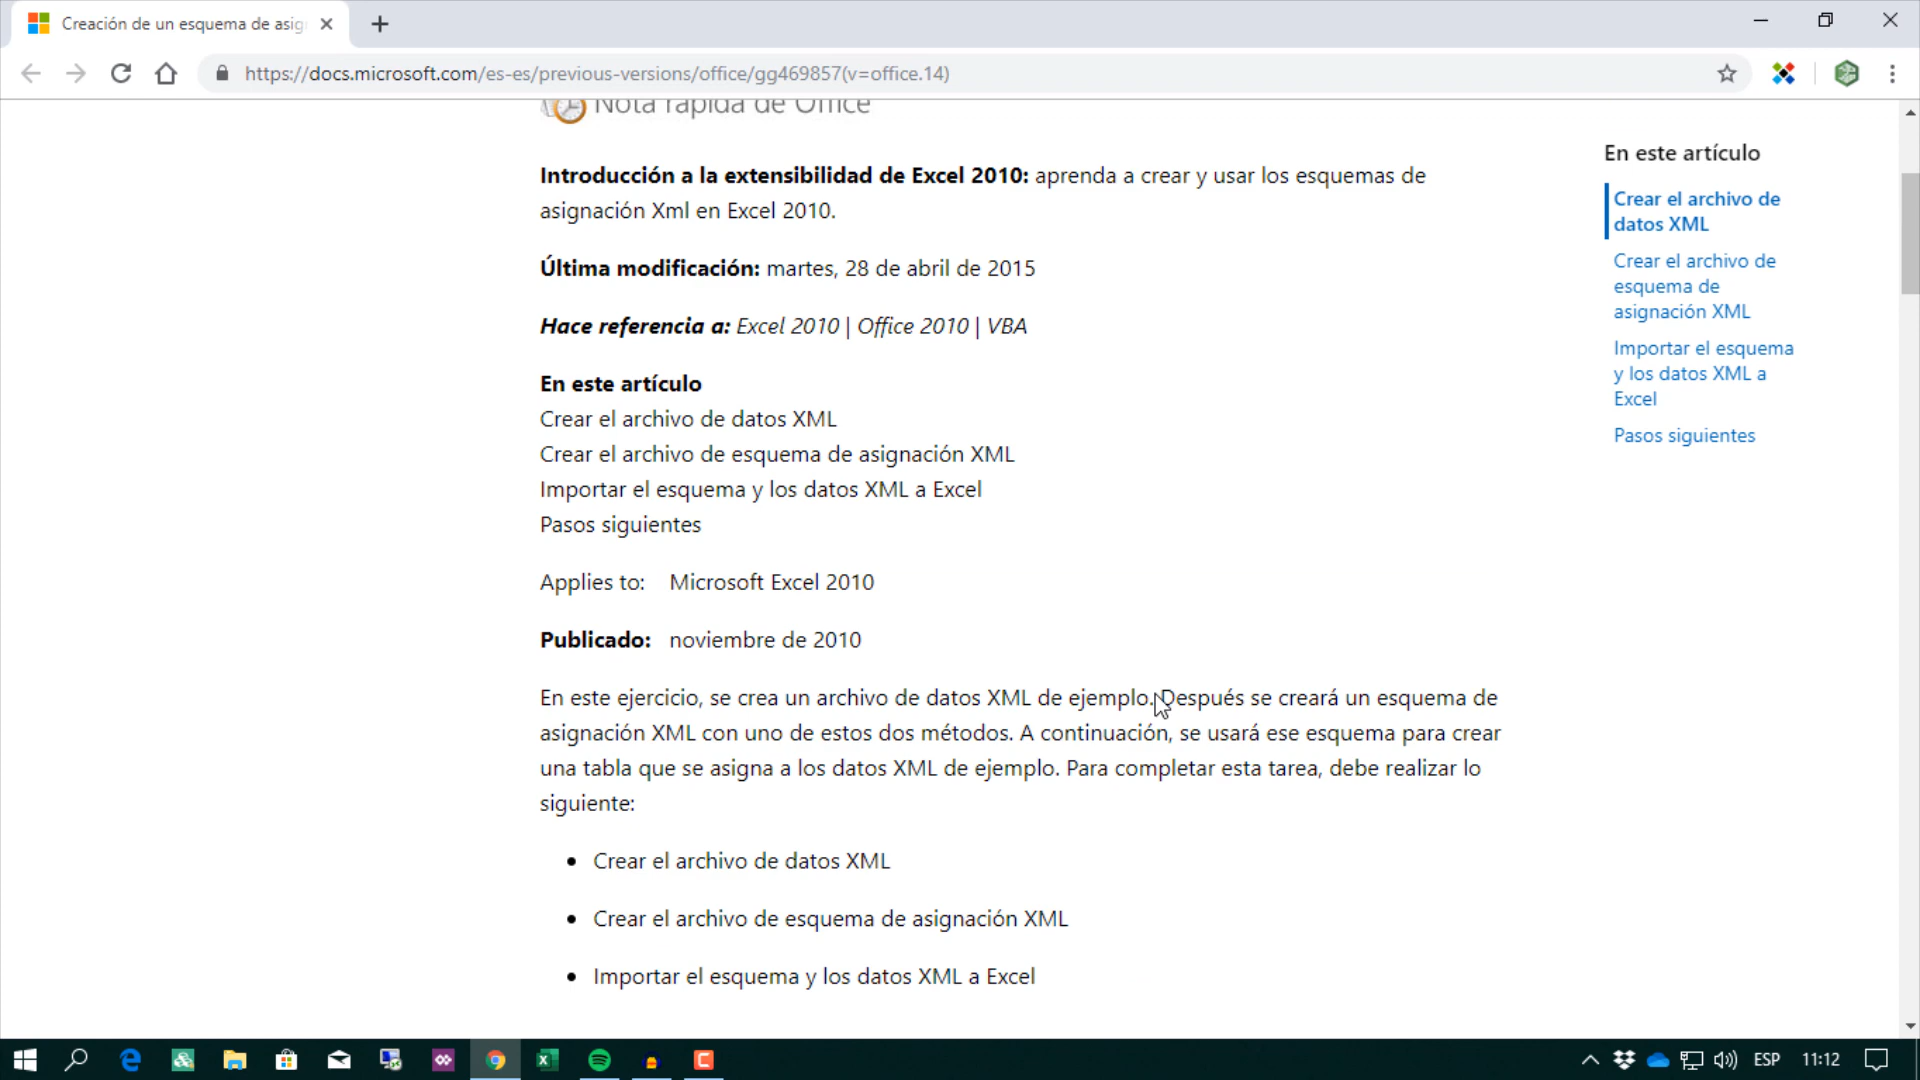 Creación de un esquema de asig
https://docs.microsoft.com/es-es/previous-versions/office/gg469857(v=office.14)
Nota rápida de Office
Introducción a la extensibilidad de Excel 2010: aprenda a crear y usar los esquemas de
asignación Xml en Excel 2010.
Última modificación: martes, 28 de abril de 2015
Hace referencia a: Excel 2010 | Office 2010 | VBA
En este artículo
Crear el archivo de datos XML
Crear el archivo de esquema de asignación XML
Importar el esquema y los datos XML a Excel
Pasos siguientes
Applies to: Microsoft Excel 2010
Publicado: noviembre de 2010
En este ejercicio, se crea un archivo de datos XML de ejemplo. Después se creará un esquema de
asignación XML con uno de estos dos métodos. A continuación, se usará ese esquema para crear
una tabla que se asigna a los datos XML de ejemplo. Para completar esta tarea, debe realizar lo
siguiente:
• Crear el archivo de datos XML
• Crear el archivo de esquema de asignación XML
• Importar el esquema y los datos XML a Excel
En este artículo
Crear el archivo de
datos XML
Crear el archivo de
esquema de
asignación XML
Importar el esquema
y los datos XML a
Excel
Pasos siguientes
ESP
11:12